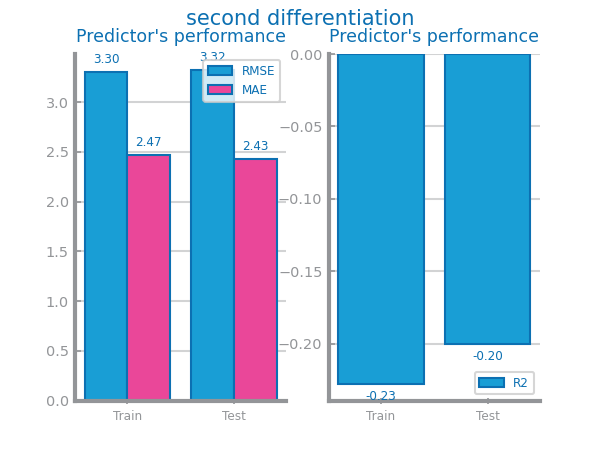 second differentiation
Predictor's performance
3.30
3.32
RMSE
MAE
2.47
2.43
3.0
2.5
2.0
1.5
1.0
0.5
0.0
Train
Test
Predictor's performance
0.00
−0.05
−0.10
−0.15
−0.20
-0.20
-0.23
R2
Train
Test